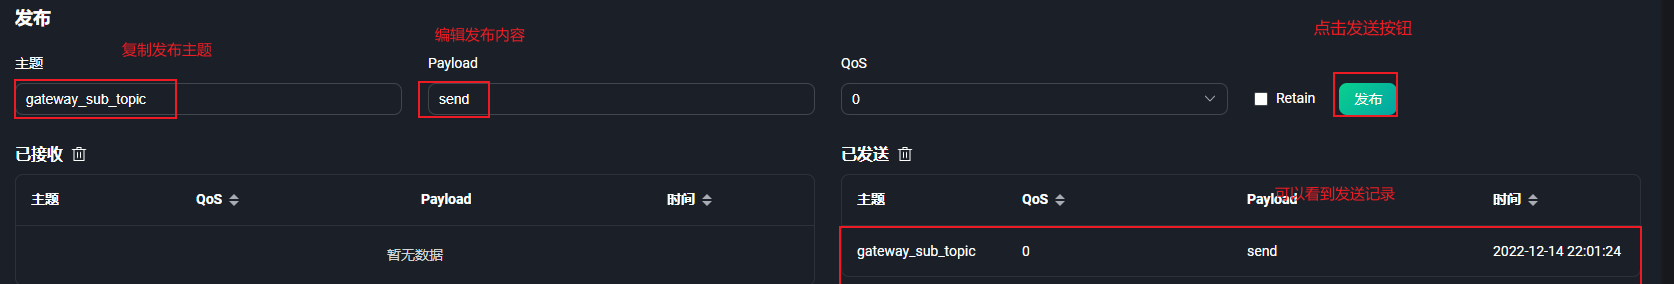 发布
复制发布主题
编辑发布内容
点击发送按钮
主题
Payload
QoS
gateway_sub_topic
send
0
Retain
发布
已接收
已发送
主题 QoS Payload 时间
主题 QoS Payload 时间
可以看到发送记录
暂无数据
gateway_sub_topic 0 send 2022-12-14 22:01:24